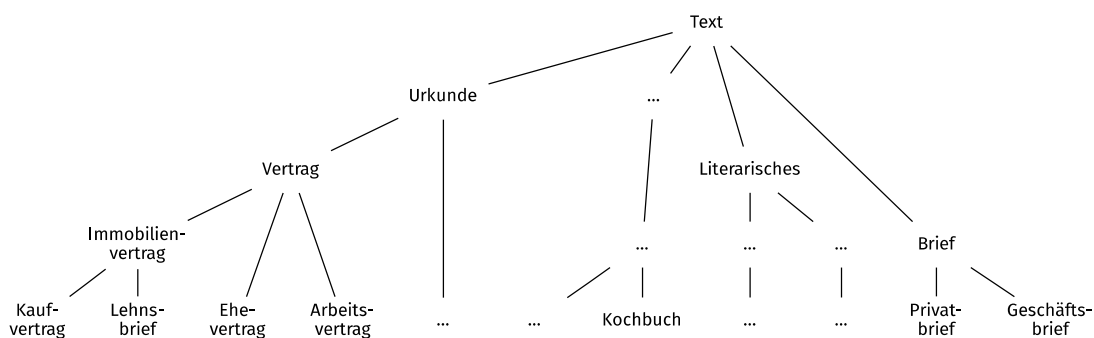 Text
Urkunde
...
Vertrag
Literarisches
Immobilien-
vertrag
...
...
...
Brief
Kauf-
vertrag
Lehns-
brief
Ehe-
vertrag
Arbeits-
vertrag
...
...
Kochbuch
...
...
Privat-
brief
Geschäfts-
brief